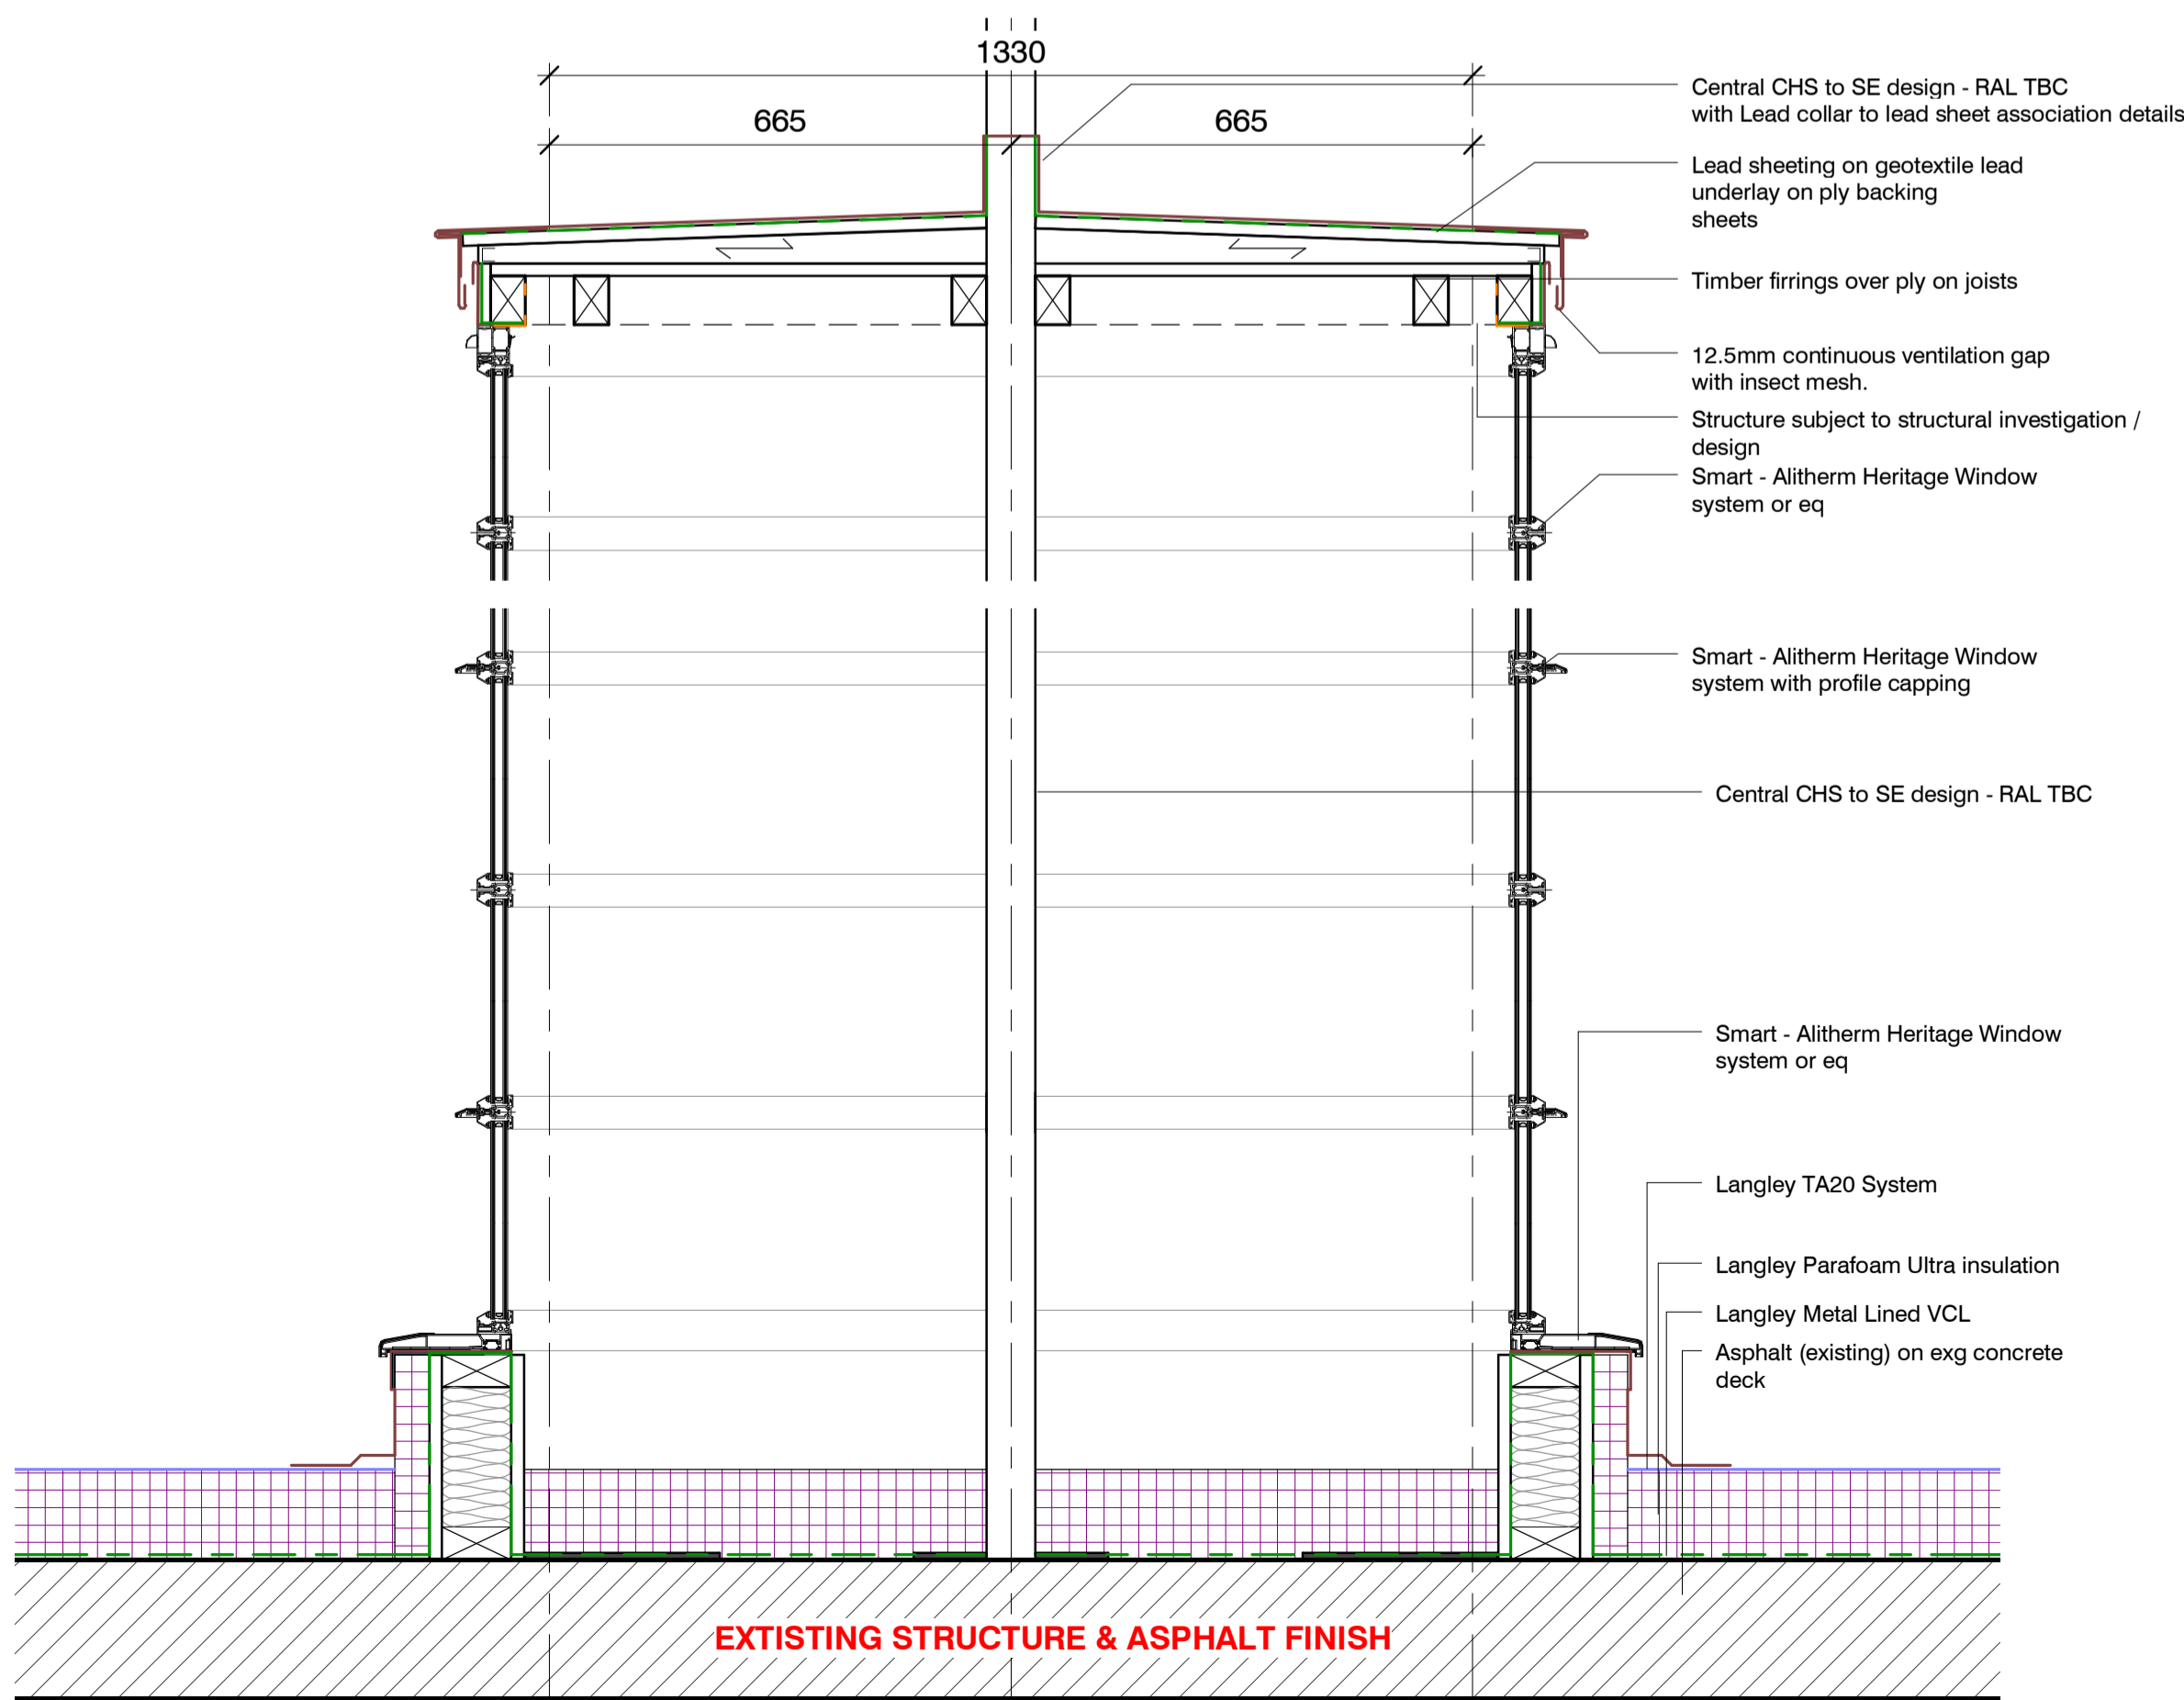 1330
665
665
Central CHS to SE design - RAL TBC
with Lead collar to lead sheet association details
Lead sheeting on geotextile lead
underlay on ply backing
sheets
Timber firrings over ply on joists
12.5mm continuous ventilation gap
with insect mesh.
Structure subject to structural investigation /
design
Smart - Alitherm Heritage Window
system or eq
Smart - Alitherm Heritage Window
system with profile capping
Central CHS to SE design - RAL TBC
Smart - Alitherm Heritage Window
system or eq
Langley TA20 System
Langley Parafoam Ultra insulation
Langley Metal Lined VCL
Asphalt (existing) on exg concrete
deck
EXTISTING STRUCTURE & ASPHALT FINISH